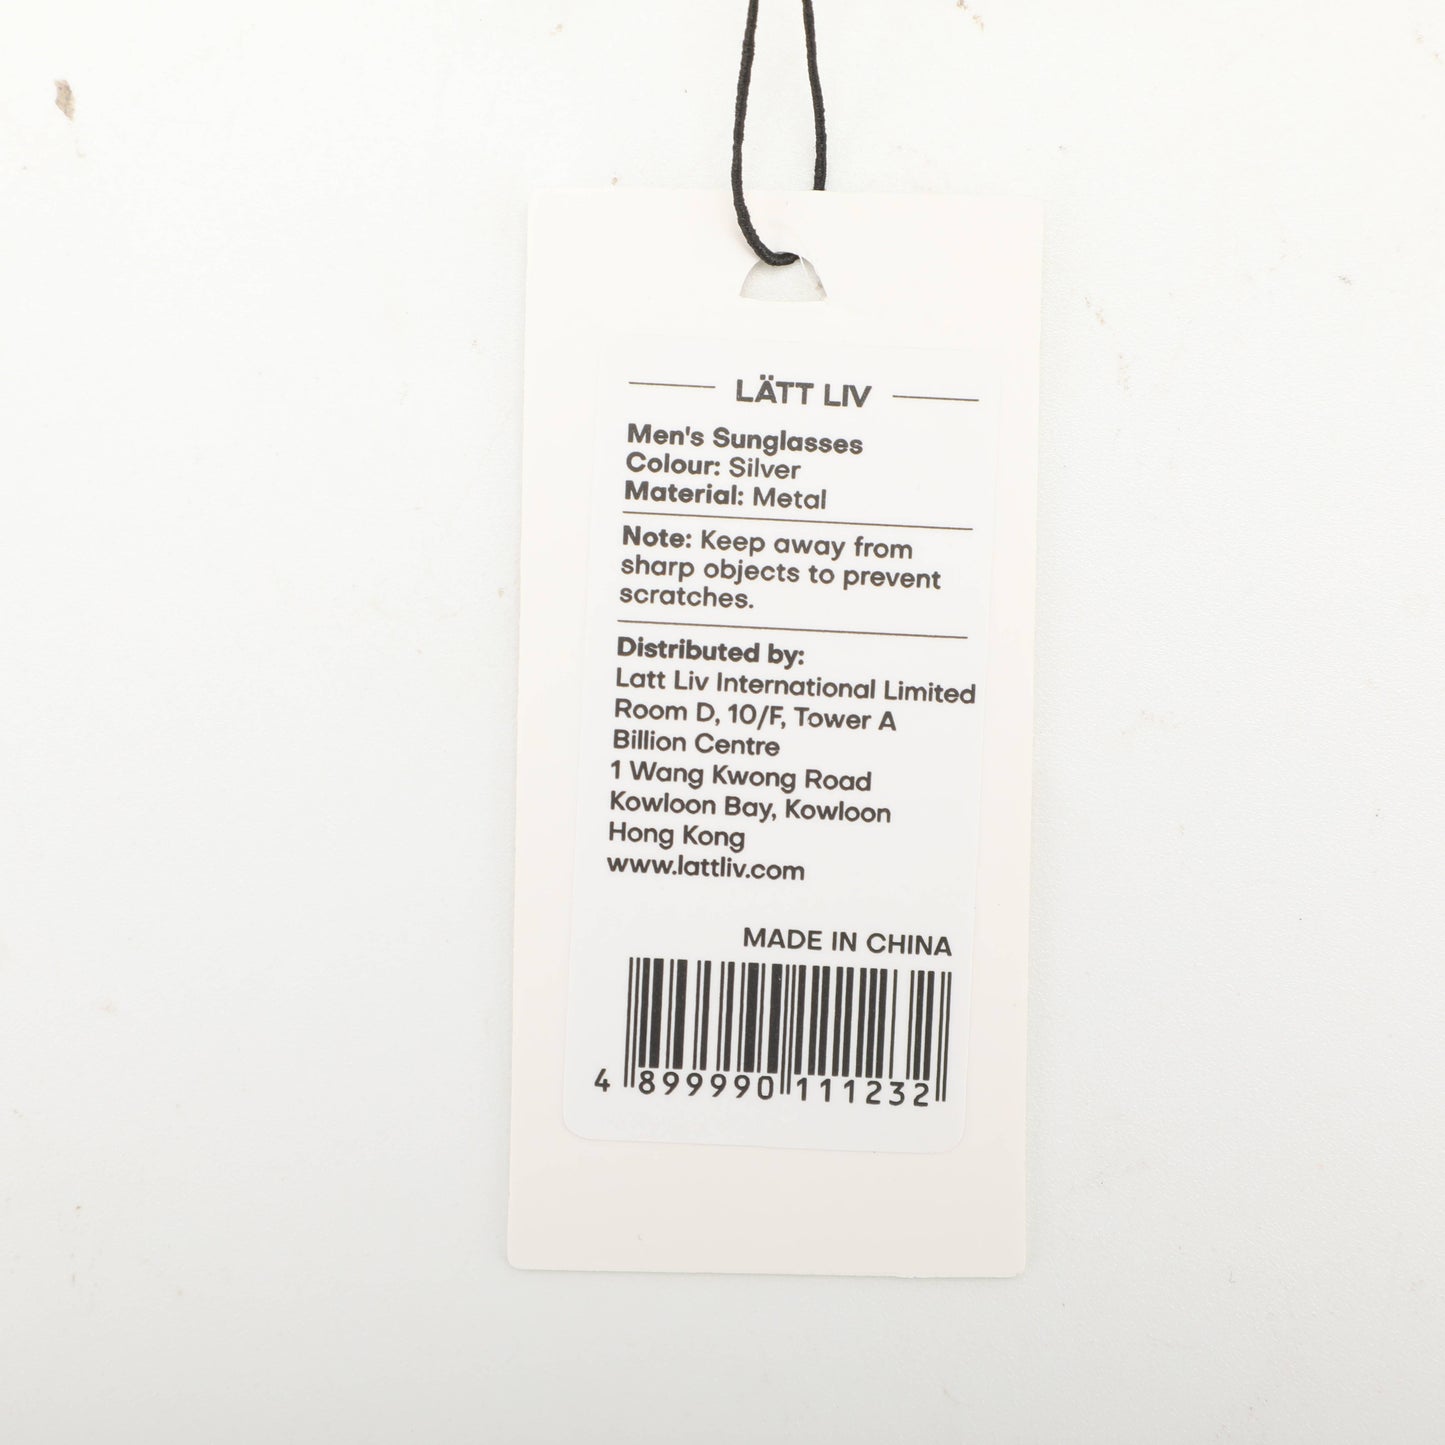 LÄTT LIV
Men's Sunglasses
Colour: Silver
Material: Metal
Note: Keep away from
sharp objects to prevent
scratches.
Distributed by:
Latt Liv International Limited
Room D, 10/F, Tower A
Billion Centre
1 Wang Kwong Road
Kowloon Bay, Kowloon
Hong Kong
www.lattliv.com
MADE IN CHINA
4 899990 111232